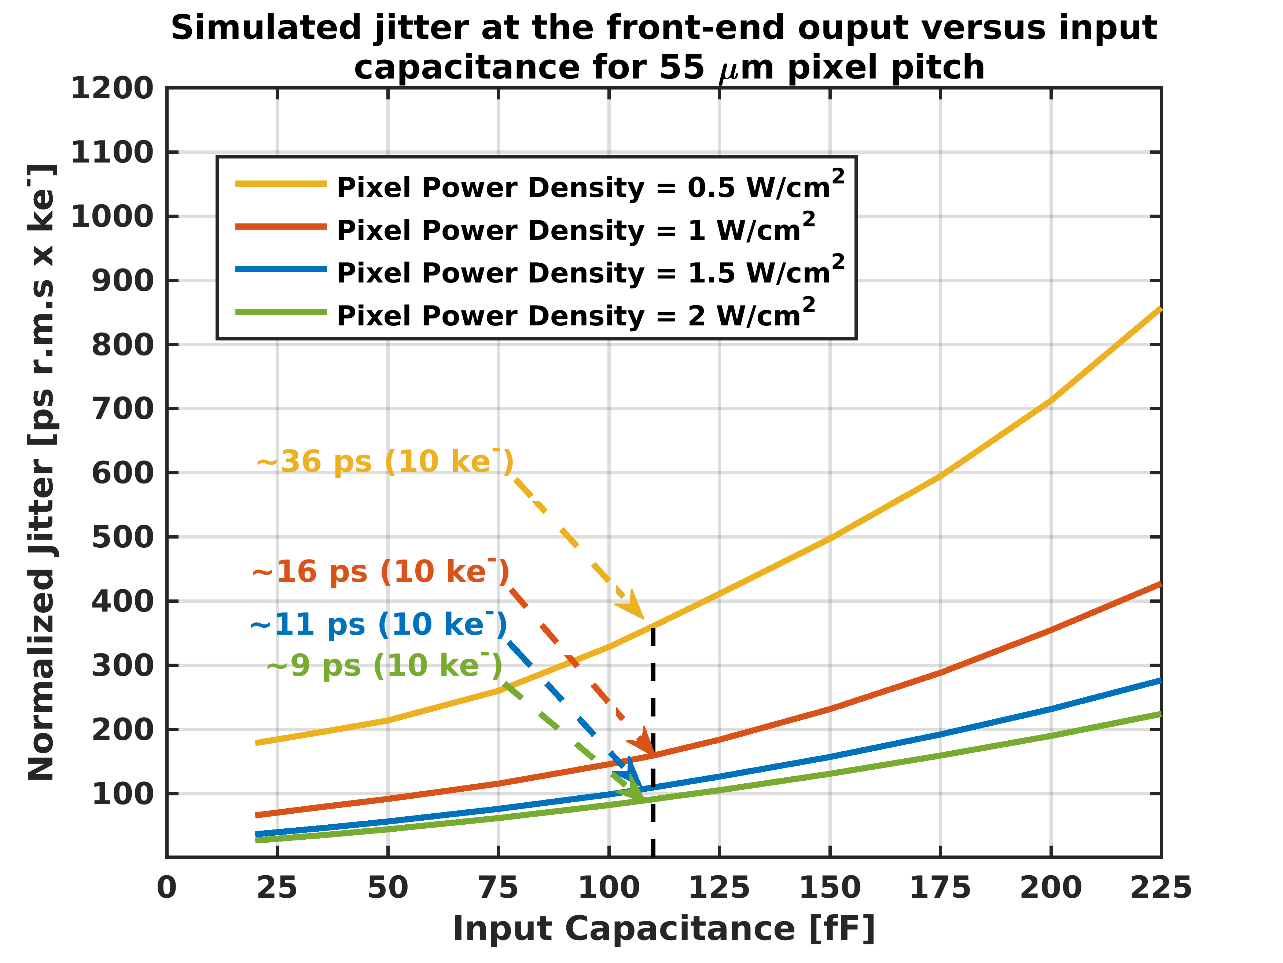 Simulated jitter at the front-end ouput versus input
capacitance for 55 μm pixel pitch
Normalized Jitter [ps r.m.s x ke⁻]
1200
1100
1000
900
800
700
600
500
400
300
200
100
Pixel Power Density = 0.5 W/cm²
Pixel Power Density = 1 W/cm²
Pixel Power Density = 1.5 W/cm²
Pixel Power Density = 2 W/cm²
~36 ps (10 ke⁻)
~16 ps (10 ke⁻)
~11 ps (10 ke⁻)
~9 ps (10 ke⁻)
0 25 50 75 100 125 150 175 200 225
Input Capacitance [fF]